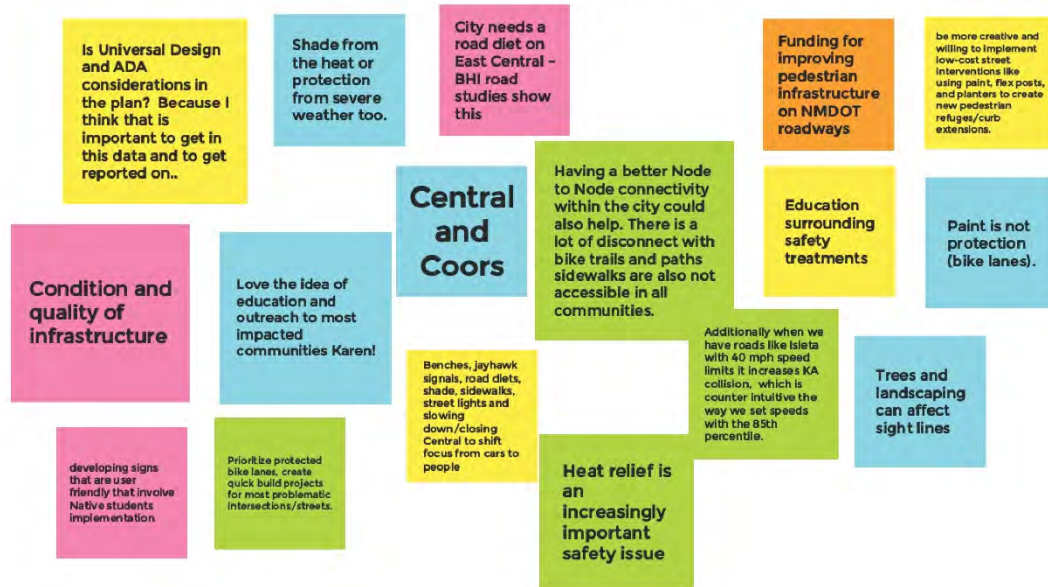 Is Universal Design
and ADA
considerations in
the plan? Because I
think that is
important to get in
this data and to get
reported on..
Shade from
the heat or
protection
from severe
weather too.
City needs a
road diet on
East Central -
BHI road
studies show
this
Funding for
improving
pedestrian
infrastructure
on NMDOT
roadways
be more creative and
willing to implement
low-cost street
interventions like
using paint, flex posts,
and planters to create
new pedestrian
refuges/curb
extensions.
Condition and
quality of
infrastructure
Love the idea of
education and
outreach to most
impacted
communities Karen!
Central
and
Coors
Having a better Node
to Node connectivity
within the city could
also help. There is a
lot of disconnect with
bike trails and paths
sidewalks are also not
accessible in all
communities.
Education
surrounding
safety
treatments
Paint is not
protection
(bike lanes).
developing signs
that are user
friendly that involve
Native students
implementation
Prioritize protected
bike lanes, create
quick build projects
for most problematic
intersections/streets.
Benches, jayhawk
signals, road diets,
shade, sidewalks,
street lights and
slowing
down/closing
Central to shift
focus from cars to
people
Heat relief is
an
increasingly
important
safety issue
Additionally when we
have roads like Isleta
with 40 mph speed
limits it increases KA
collision, which is
counter intuitive the
way we set speeds
with the 85th
percentile.
Trees and
landscaping
can affect
sight lines